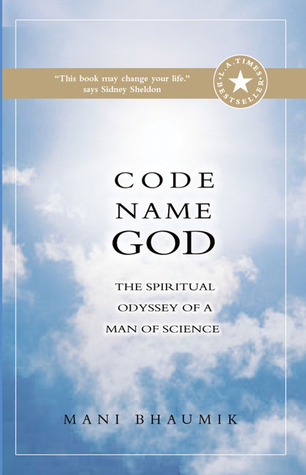 “This book may change your life.”
says Sidney Sheldon
· L.A. TIMES ·
BESTSELLER
CODE
NAME
GOD
THE SPIRITUAL
ODYSSEY OF A
MAN OF SCIENCE
MANI BHAUMIK